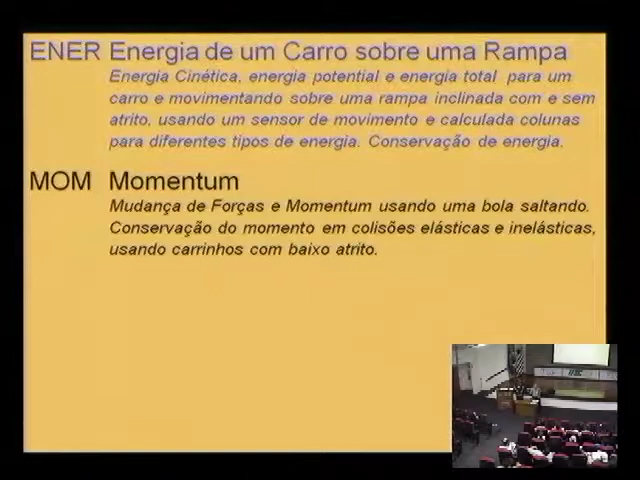 ENER Energia de um Carro sobre uma Rampa
Energia Cinética, energia potential e energia total para um
carro e movimentando sobre uma rampa inclinada com e sem
atrito, usando um sensor de movimento e calculada colunas
para diferentes tipos de energia. Conservação de energia.
MOM Momentum
Mudança de Forças e Momentum usando uma bola saltando.
Conservação do momento em colisões elásticas e inelásticas,
usando carrinhos com baixo atrito.